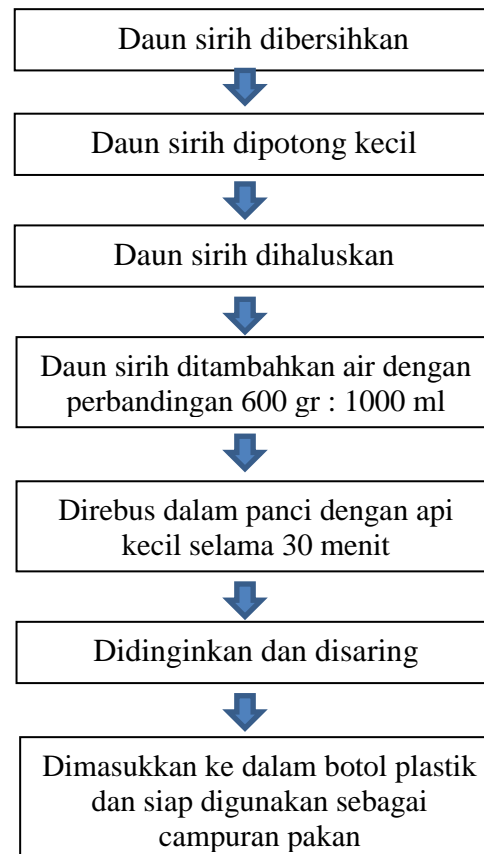 Daun sirih dibersihkan
Daun sirih dipotong kecil
Daun sirih dihaluskan
Daun sirih ditambahkan air dengan
perbandingan 600 gr : 1000 ml
Direbus dalam panci dengan api
kecil selama 30 menit
Didinginkan dan disaring
Dimasukkan ke dalam botol plastik
dan siap digunakan sebagai
campuran pakan